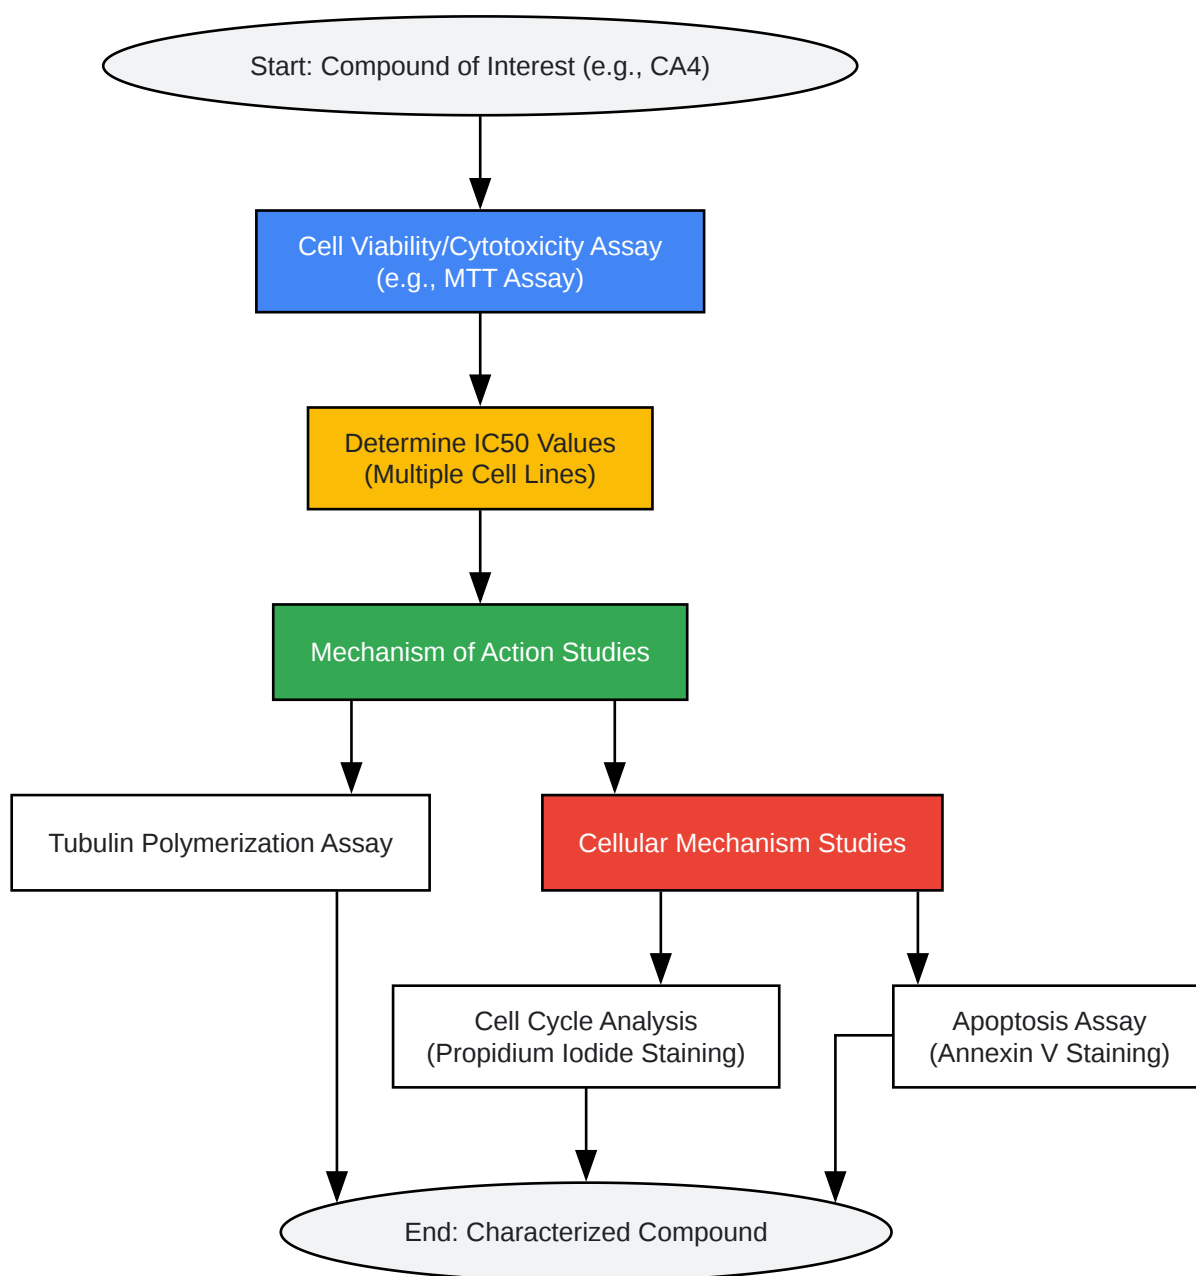 Start: Compound of Interest (e.g., CA4)
Cell Viability/Cytotoxicity Assay
(e.g., MTT Assay)
Determine IC50 Values
(Multiple Cell Lines)
Mechanism of Action Studies
Tubulin Polymerization Assay
Cellular Mechanism Studies
Cell Cycle Analysis
(Propidium Iodide Staining)
Apoptosis Assay
(Annexin V Staining)
End: Characterized Compound